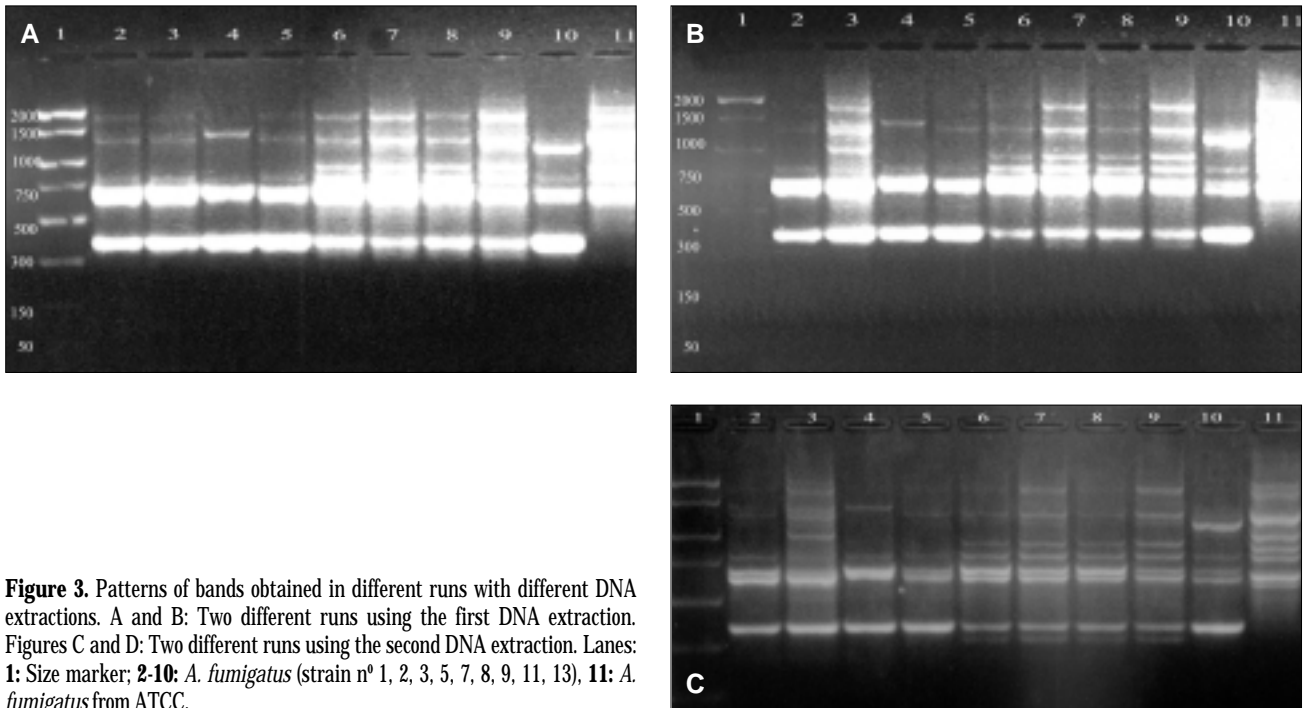 A 1 2 3 4 5 6 7 8 9 10 11
2000
1500
1000
750
500
300
150
50
B 1 2 3 4 5 6 7 8 9 10 11
2000
1500
1000
750
500
300
150
50
1 2 3 4 5 6 7 8 9 10 11
C
Figure 3. Patterns of bands obtained in different runs with different DNA
extractions. A and B: Two different runs using the first DNA extraction.
Figures C and D: Two different runs using the second DNA extraction. Lanes:
1: Size marker; 2-10: A. fumigatus (strain nº 1, 2, 3, 5, 7, 8, 9, 11, 13), 11: A.
fumigatus from ATCC.